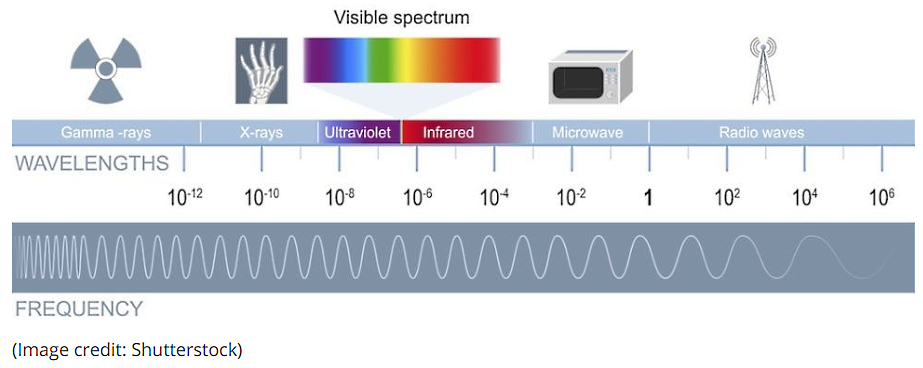 Visible spectrum
Gamma -rays X-rays Ultraviolet Infrared Microwave Radio waves
WAVELENGTHS
10⁻¹² 10⁻¹⁰ 10⁻⁸ 10⁻⁶ 10⁻⁴ 10⁻² 1 10² 10⁴ 10⁶
FREQUENCY
(Image credit: Shutterstock)